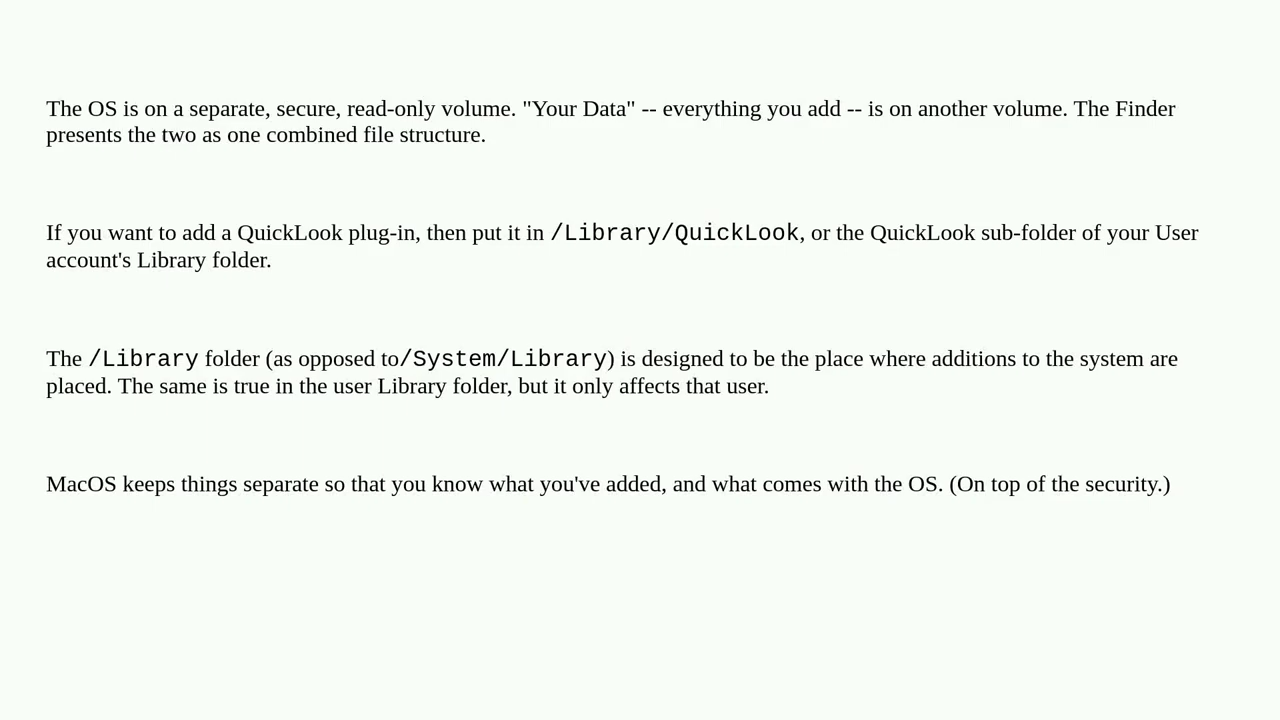 The OS is on a separate, secure, read-only volume. "Your Data" -- everything you add -- is on another volume. The Finder
presents the two as one combined file structure.
If you want to add a QuickLook plug-in, then put it in /Library/QuickLook, or the QuickLook sub-folder of your User
account's Library folder.
The /Library folder (as opposed to/System/Library) is designed to be the place where additions to the system are
placed. The same is true in the user Library folder, but it only affects that user.
MacOS keeps things separate so that you know what you've added, and what comes with the OS. (On top of the security.)